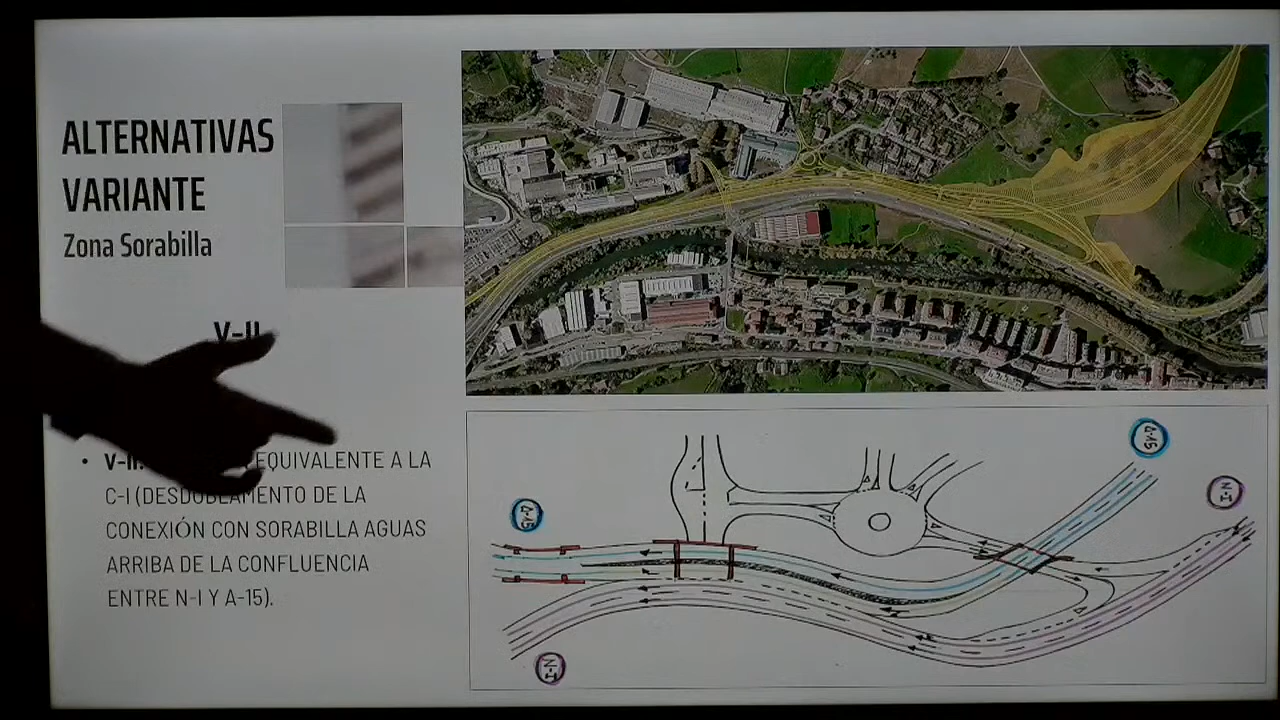 ALTERNATIVAS
VARIANTE
Zona Sorabilla
V-II
• V-II: EQUIVALENTE A LA
C-I (DESDOBLAMIENTO DE LA
CONEXIÓN CON SORABILLA AGUAS
ARRIBA DE LA CONFLUENCIA
ENTRE N-I Y A-15).
A-15
N-I
A-15
N-I